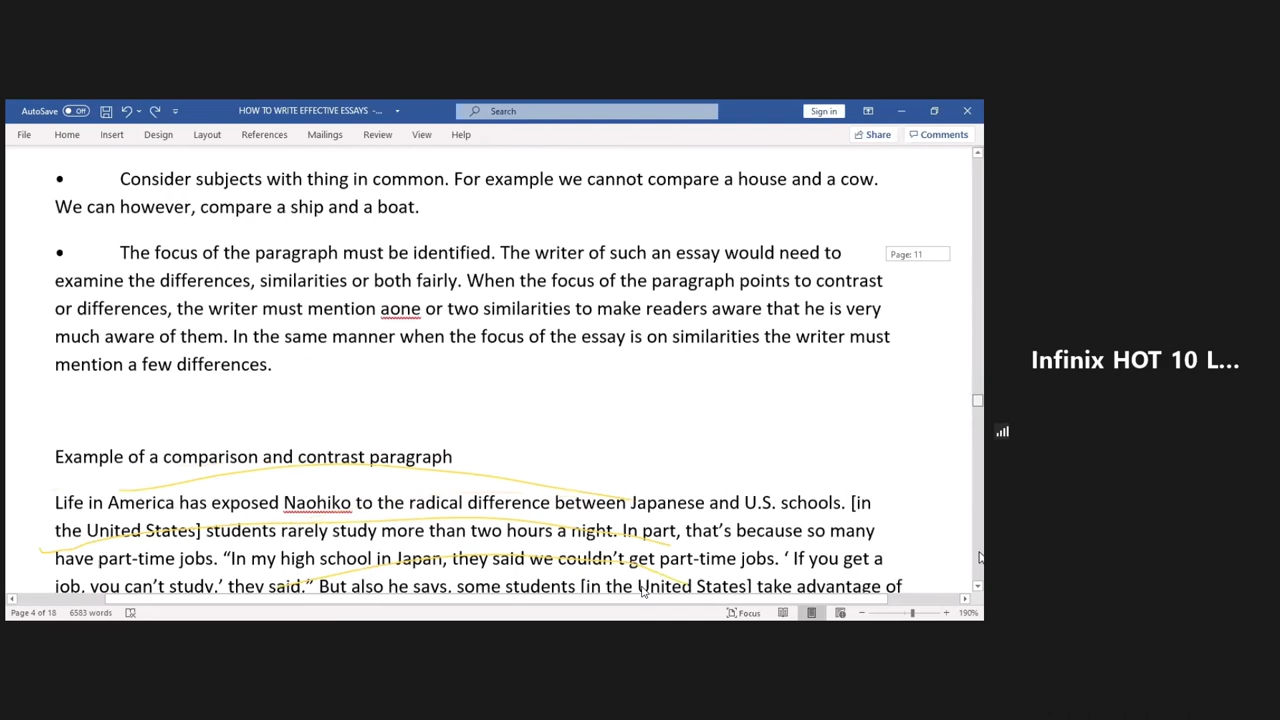 AutoSave Off HOW TO WRITE EFFECTIVE ESSAYS -... Search Sign in
File Home Insert Design Layout References Mailings Review View Help Share Comments
• Consider subjects with thing in common. For example we cannot compare a house and a cow.
We can however, compare a ship and a boat.
• The focus of the paragraph must be identified. The writer of such an essay would need to
Page: 11
examine the differences, similarities or both fairly. When the focus of the paragraph points to contrast
or differences, the writer must mention aone or two similarities to make readers aware that he is very
much aware of them. In the same manner when the focus of the essay is on similarities the writer must
mention a few differences.
Infinix HOT 10 L...
Example of a comparison and contrast paragraph
Life in America has exposed Naohiko to the radical difference between Japanese and U.S. schools. [in
the United States] students rarely study more than two hours a night. In part, that’s because so many
have part-time jobs. “In my high school in Japan, they said we couldn’t get part-time jobs. ‘ If you get a
job, you can’t study,’ they said.” But also he says, some students [in the United States] take advantage of
Page 4 of 18 6583 words Focus 190%